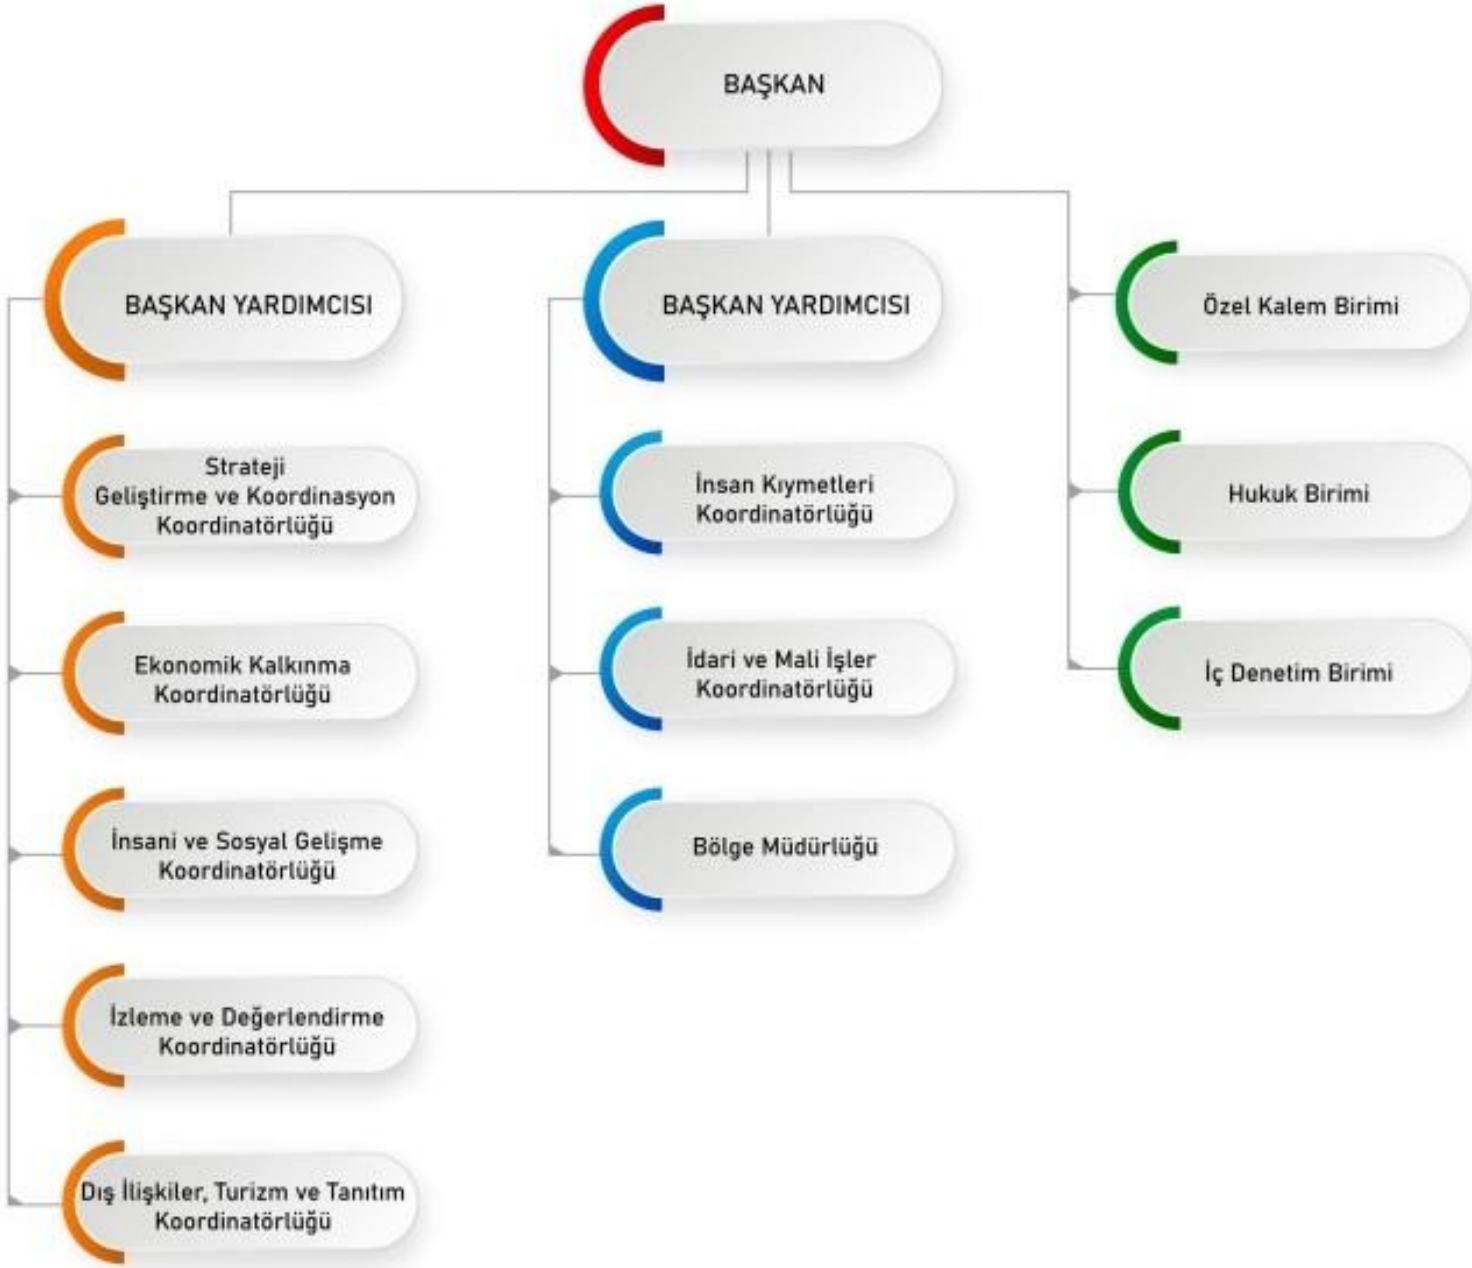 BAŞKAN
BAŞKAN YARDIMCISI
Strateji
Geliştirme ve Koordinasyon
Koordinatörlüğü
Ekonomik Kalkınma
Koordinatörlüğü
İnsani ve Sosyal Gelişme
Koordinatörlüğü
İzleme ve Değerlendirme
Koordinatörlüğü
Dış İlişkiler, Turizm ve Tanıtım
Koordinatörlüğü
BAŞKAN YARDIMCISI
İnsan Kıymetleri
Koordinatörlüğü
İdari ve Mali İşler
Koordinatörlüğü
Bölge Müdürlüğü
Özel Kalem Birimi
Hukuk Birimi
İç Denetim Birimi